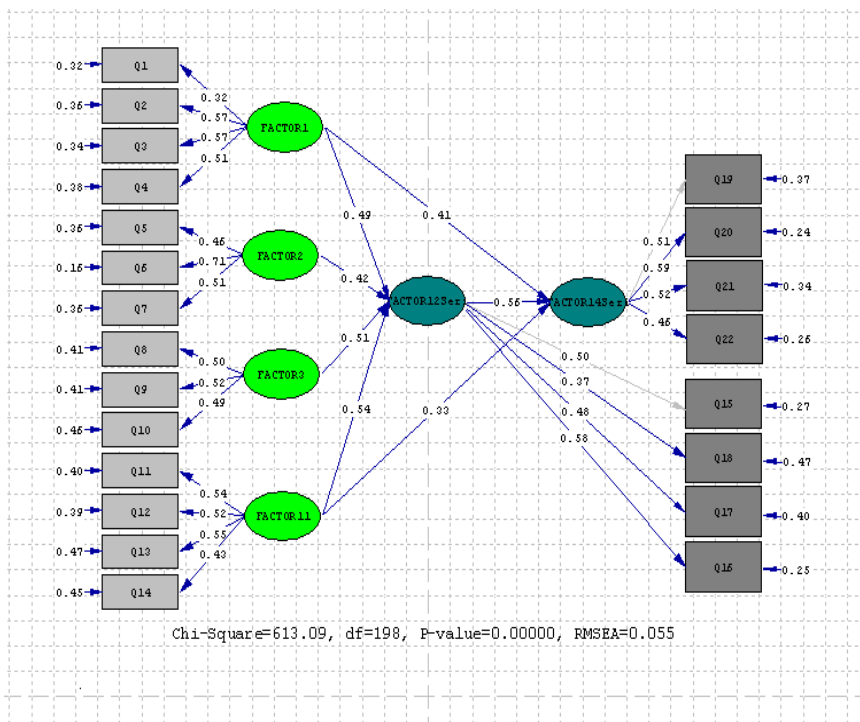 0.32 Q1
0.36 Q2
0.34 Q3
0.38 Q4
0.36 Q5
0.16 Q6
0.36 Q7
0.41 Q8
0.41 Q9
0.46 Q10
0.40 Q11
0.39 Q12
0.47 Q13
0.45 Q14
0.32
0.57
0.57
0.51
0.46
0.71
0.51
0.50
0.52
0.49
0.54
0.52
0.55
0.43
FACTOR1
FACTOR2
FACTOR3
FACTOR11
0.49
0.41
0.42
0.51
0.54
0.33
ACTOR12Ser
0.56
ACTOR14Ser
0.51
0.59
0.52
0.46
0.50
0.37
0.48
0.58
Q19 0.37
Q20 0.24
Q21 0.34
Q22 0.26
Q15 0.27
Q18 0.47
Q17 0.40
Q16 0.25
Chi-Square=613.09, df=198, P-value=0.00000, RMSEA=0.055